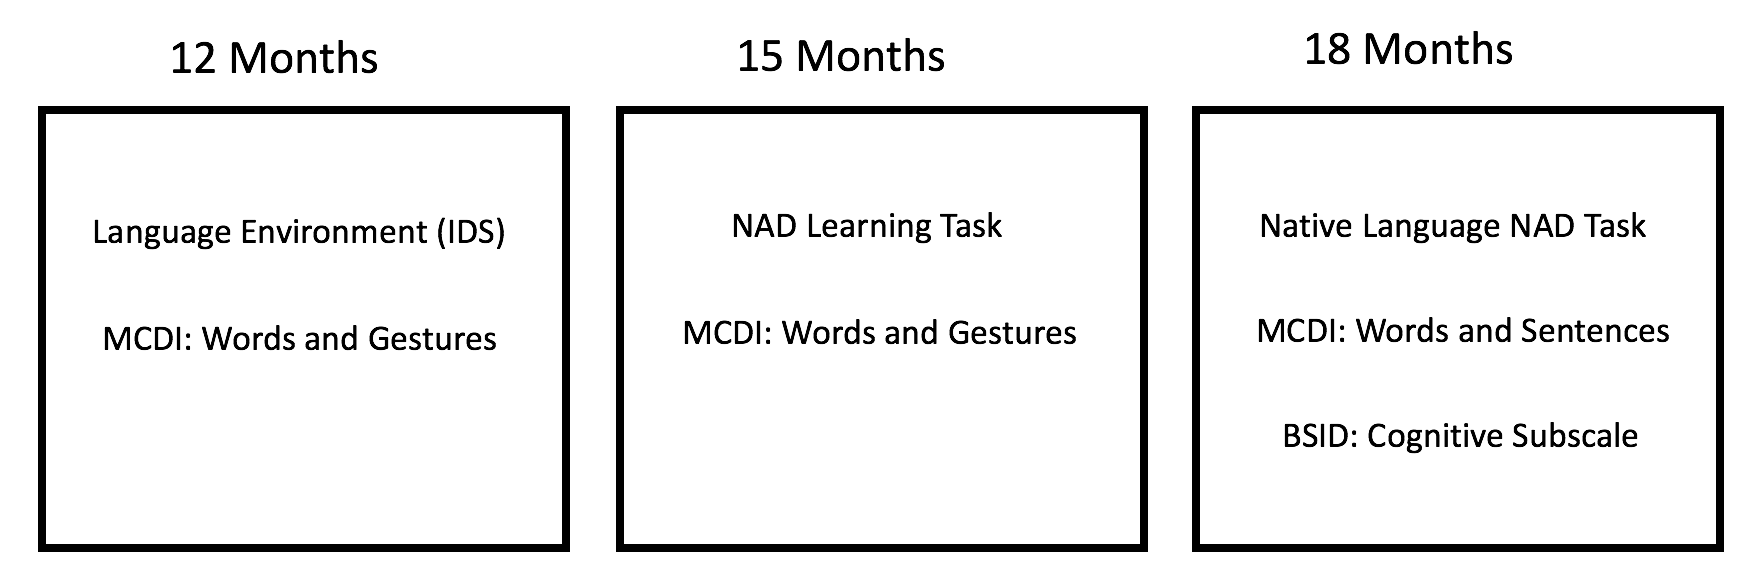 12 Months
Language Environment (IDS)
MCDI: Words and Gestures
15 Months
NAD Learning Task
MCDI: Words and Gestures
18 Months
Native Language NAD Task
MCDI: Words and Sentences
BSID: Cognitive Subscale